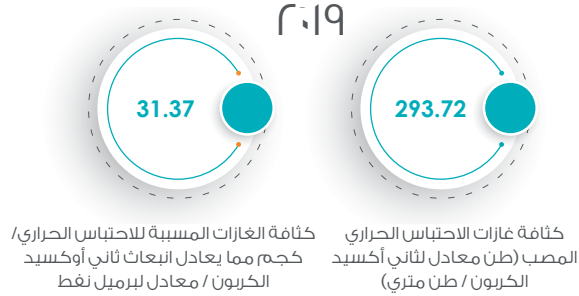 ٢٠١٩
293.72
31.37
كثافة غازات الاحتباس الحراري
المصب (طن معادل لثاني أكسيد
الكربون / طن متري)
كثافة الغازات المسببة للاحتباس الحراري/
كجم مما يعادل انبعاث ثاني أوكسيد
الكربون / معادل لبرميل نفط